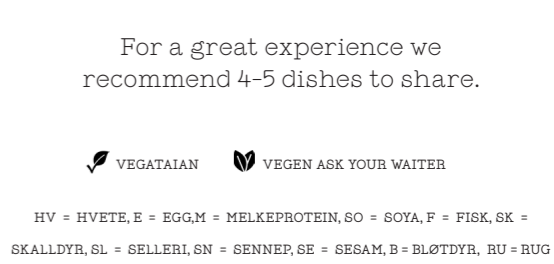 For a great experience we
recommend 4-5 dishes to share.
VEGATAIAN VEGEN ASK YOUR WAITER
HV = HVETE, E = EGG,M = MELKEPROTEIN, SO = SOYA, F = FISK, SK =
SKALLDYR, SL = SELLERI, SN = SENNEP, SE = SESAM, B = BLØTDYR, RU = RUG